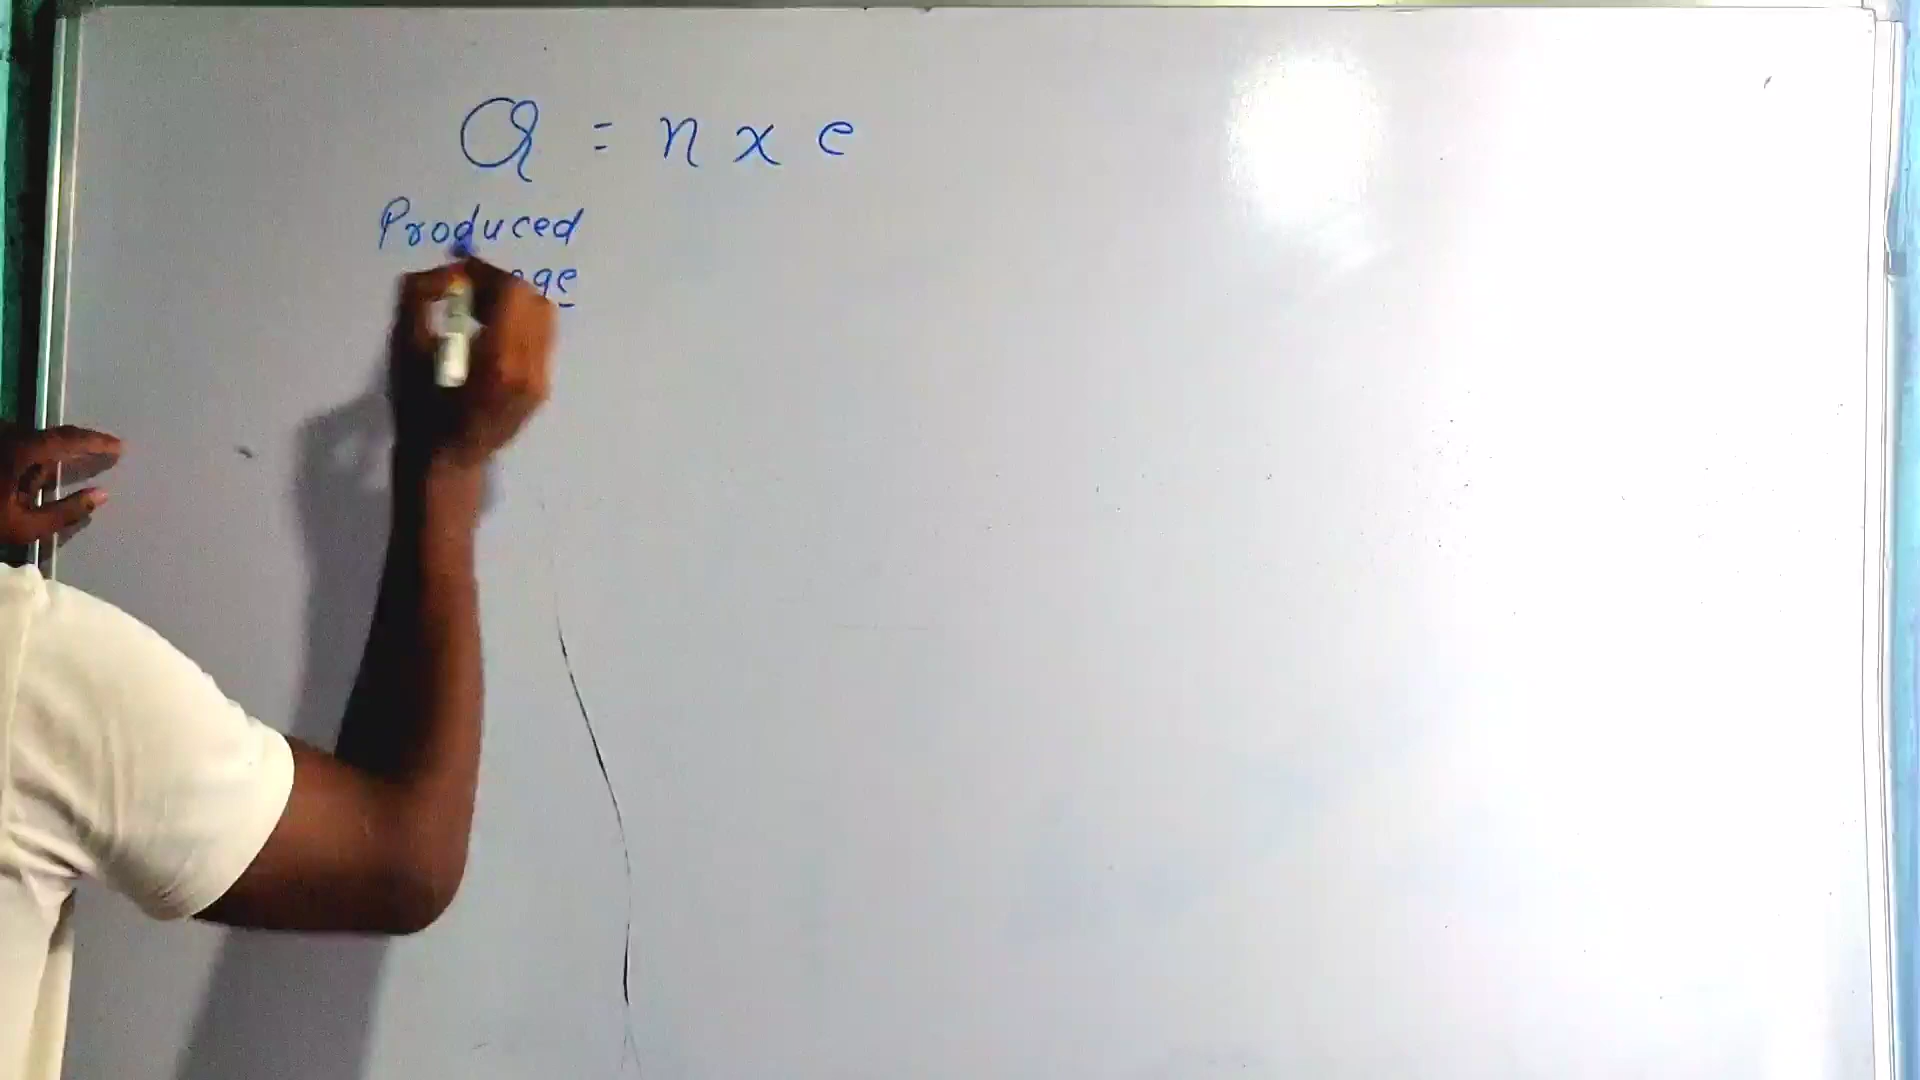 Q = n x e
Produced